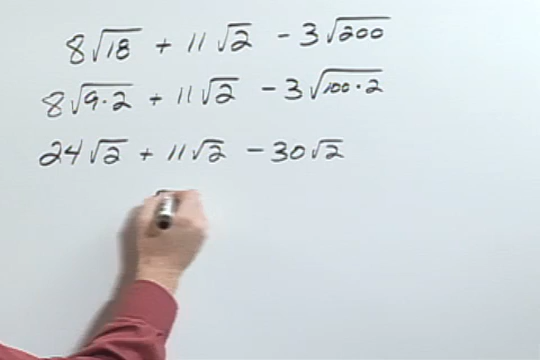 8√18 + 11√2 - 3√200
8√9·2 + 11√2 - 3√100·2
24√2 + 11√2 - 30√2